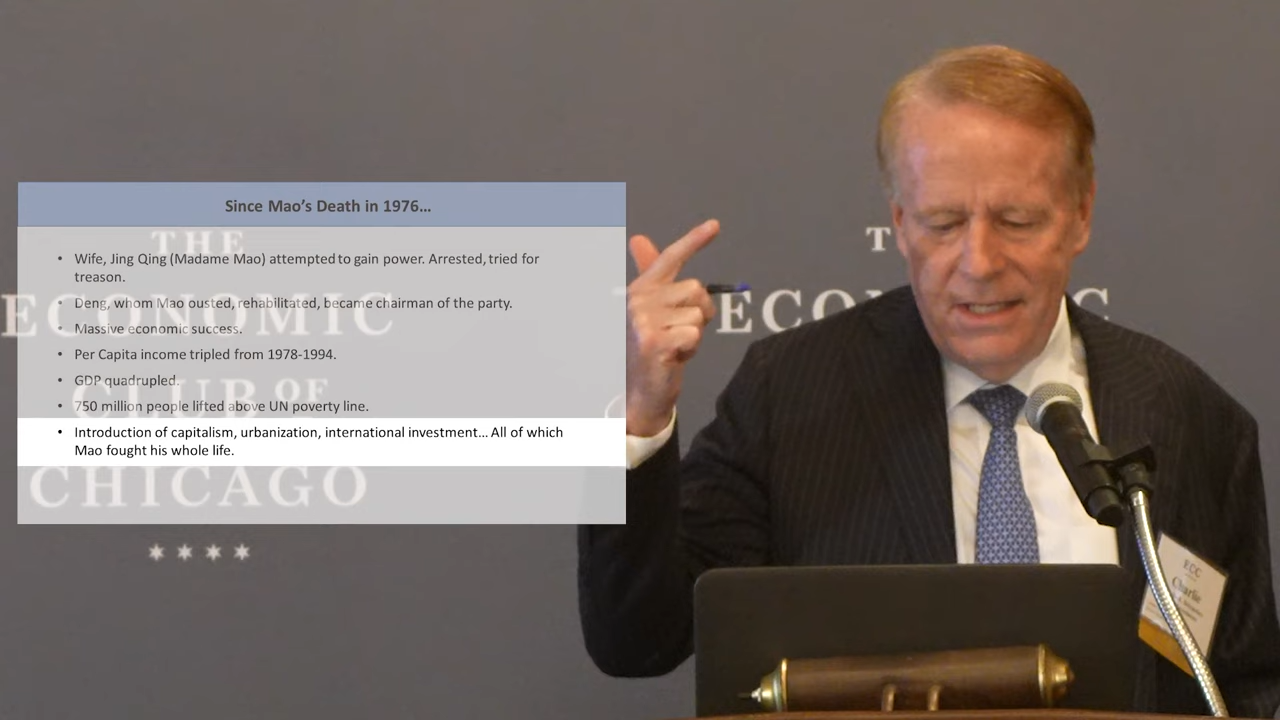 Since Mao's Death in 1976…
• Wife, Jing Qing (Madame Mao) attempted to gain power. Arrested, tried for
treason.
• Deng, whom Mao ousted, rehabilitated, became chairman of the party.
• Massive economic success.
• Per Capita income tripled from 1978-1994.
• GDP quadrupled.
• 750 million people lifted above UN poverty line.
• Introduction of capitalism, urbanization, international investment… All of which
Mao fought his whole life.
THE
ECONOMIC
CLUB OF
CHICAGO
T
ECONOMIC
ECC
Charlie